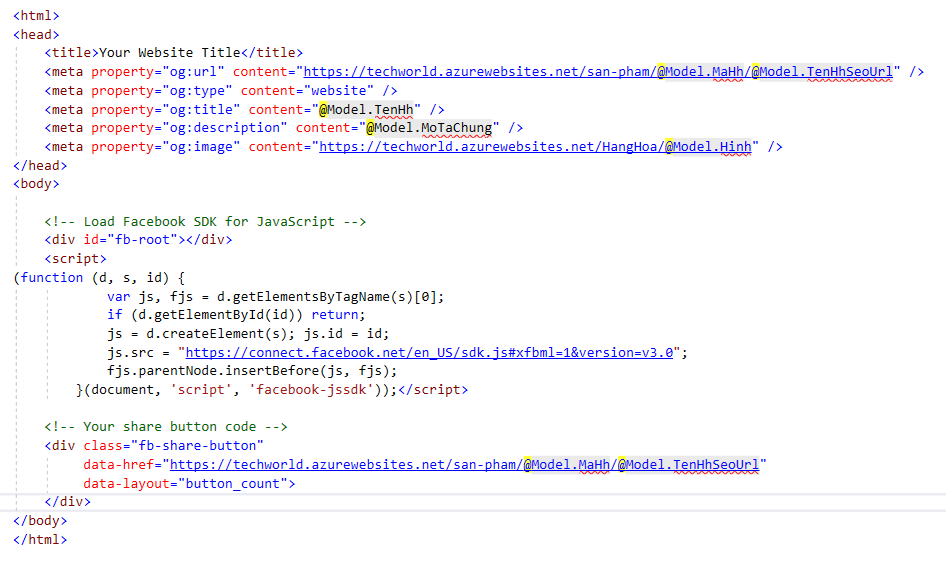 <html>
<head>
<title>Your Website Title</title>
<meta property="og:url" content="https://techworld.azurewebsites.net/san-pham/@Model.MaHh/@Model.TenHhSeoUrl" />
<meta property="og:type" content="website" />
<meta property="og:title" content="@Model.TenHh" />
<meta property="og:description" content="@Model.MoTaChung" />
<meta property="og:image" content="https://techworld.azurewebsites.net/HangHoa/@Model.Hinh" />
</head>
<body>
<!-- Load Facebook SDK for JavaScript -->
<div id="fb-root"></div>
<script>
(function (d, s, id) {
var js, fjs = d.getElementsByTagName(s)[0];
if (d.getElementById(id)) return;
js = d.createElement(s); js.id = id;
js.src = "https://connect.facebook.net/en_US/sdk.js#xfbml=1&version=v3.0";
fjs.parentNode.insertBefore(js, fjs);
}(document, 'script', 'facebook-jssdk'));</script>
<!-- Your share button code -->
<div class="fb-share-button"
data-href="https://techworld.azurewebsites.net/san-pham/@Model.MaHh/@Model.TenHhSeoUrl"
data-layout="button_count">
</div>
</body>
</html>